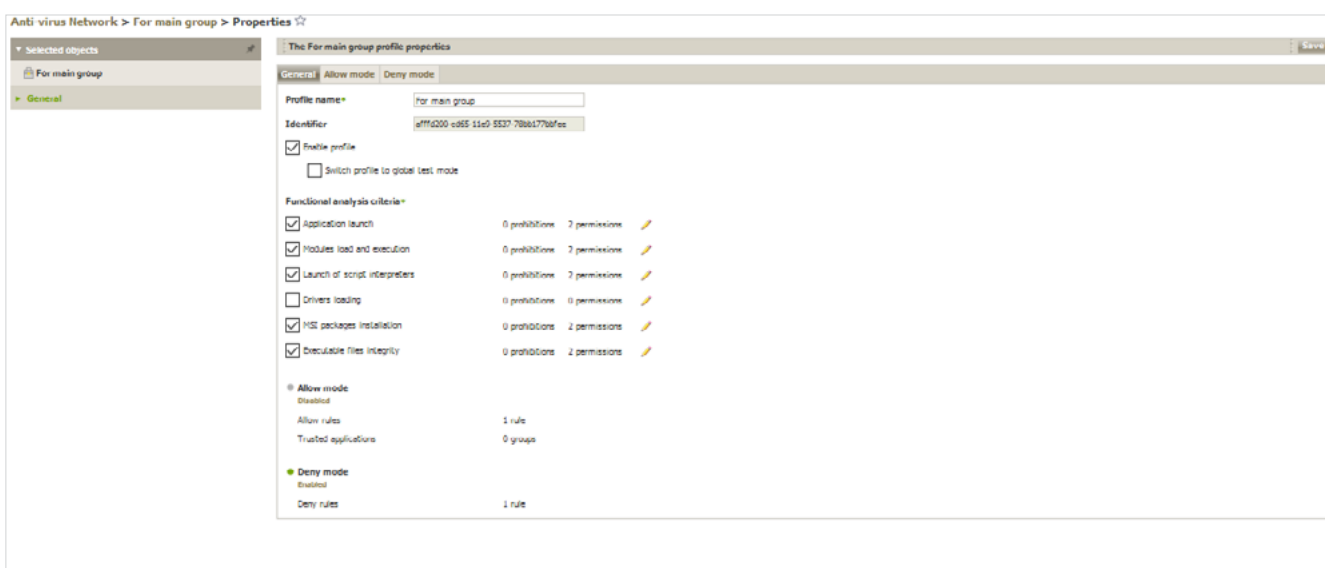 Anti-virus Network > For main group > Properties ☆
▼ Selected objects
For main group
► General
The For main group profile properties
Save
General Allow mode Deny mode
Profile name*
For main group
Identifier
Enable profile
Switch profile to global test mode
Functional analysis criteria*
Application launch 0 prohibitions 2 permissions
Modules load and execution 0 prohibitions 2 permissions
Launch of script interpreters 0 prohibitions 2 permissions
Drivers loading 0 prohibitions 0 permissions
MSI packages installation 0 prohibitions 2 permissions
Executable files integrity 0 prohibitions 2 permissions
Allow mode
Disabled
Allow rules 1 rule
Trusted applications 0 groups
Deny mode
Enabled
Deny rules 1 rule